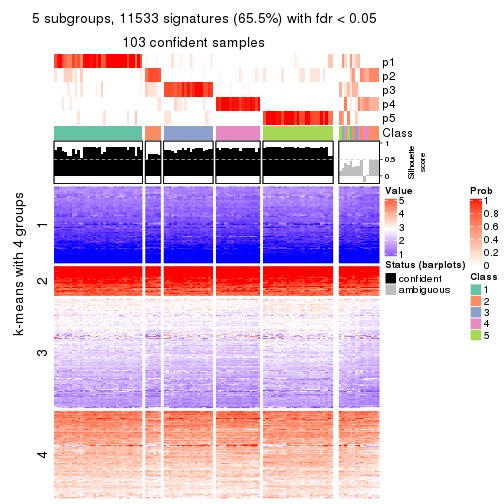 5 subgroups, 11533 signatures (65.5%) with fdr < 0.05
103 confident samples
p1
p2
p3
p4
p5
Class
1
0.5
0
Silhouette
score
k-means with 4 groups
1
2
3
4
Value
5
4
3
2
1
Status (barplots)
confident
ambiguous
Prob
1
0.8
0.6
0.4
0.2
0
Class
1
2
3
4
5